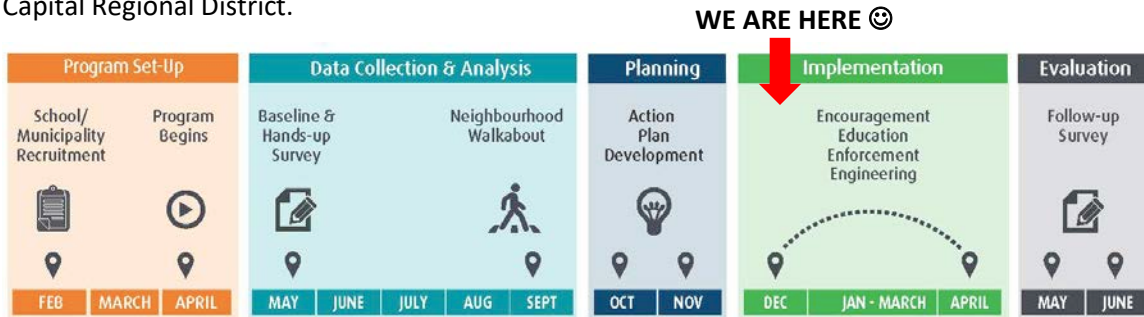 Capital Regional District.
WE ARE HERE ☺
Program Set-Up
School/
Municipality
Recruitment
Program
Begins
FEB
MARCH
APRIL
Data Collection & Analysis
Baseline &
Hands-up
Survey
Neighbourhood
Walkabout
MAY
JUNE
JULY
AUG
SEPT
Planning
Action
Plan
Development
OCT
NOV
Implementation
Encouragement
Education
Enforcement
Engineering
DEC
JAN - MARCH
APRIL
Evaluation
Follow-up
Survey
MAY
JUNE